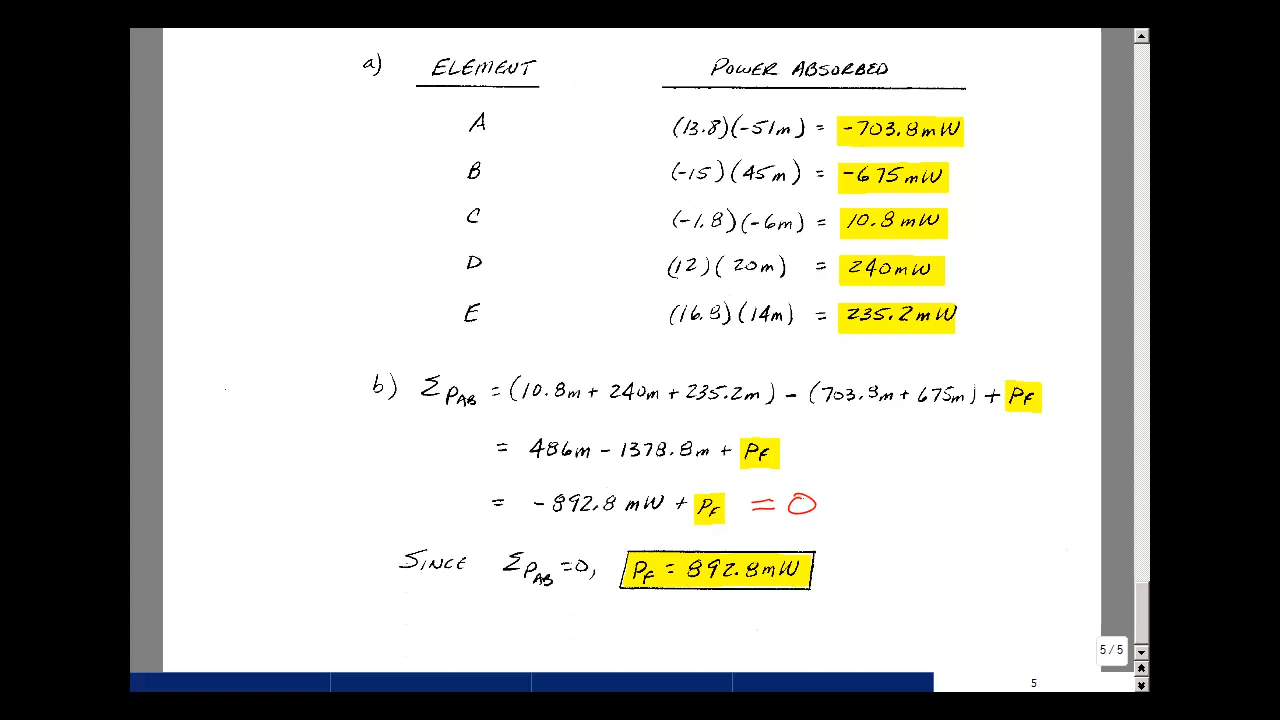 a) ELEMENT POWER ABSORBED
A (13.8)(-51m) = -703.8mW
B (-15)(45m) = -675mW
C (-1.8)(-6m) = 10.8mW
D (12)(20m) = 240mW
E (16.8)(14m) = 235.2mW
b) ΣPAB = (10.8m + 240m + 235.2m) - (703.8m + 675m) + PF
= 486m - 1378.8m + PF
= -892.8 mW + PF = 0
SINCE ΣPAB = 0, PF = 892.8mW
5 / 5
5